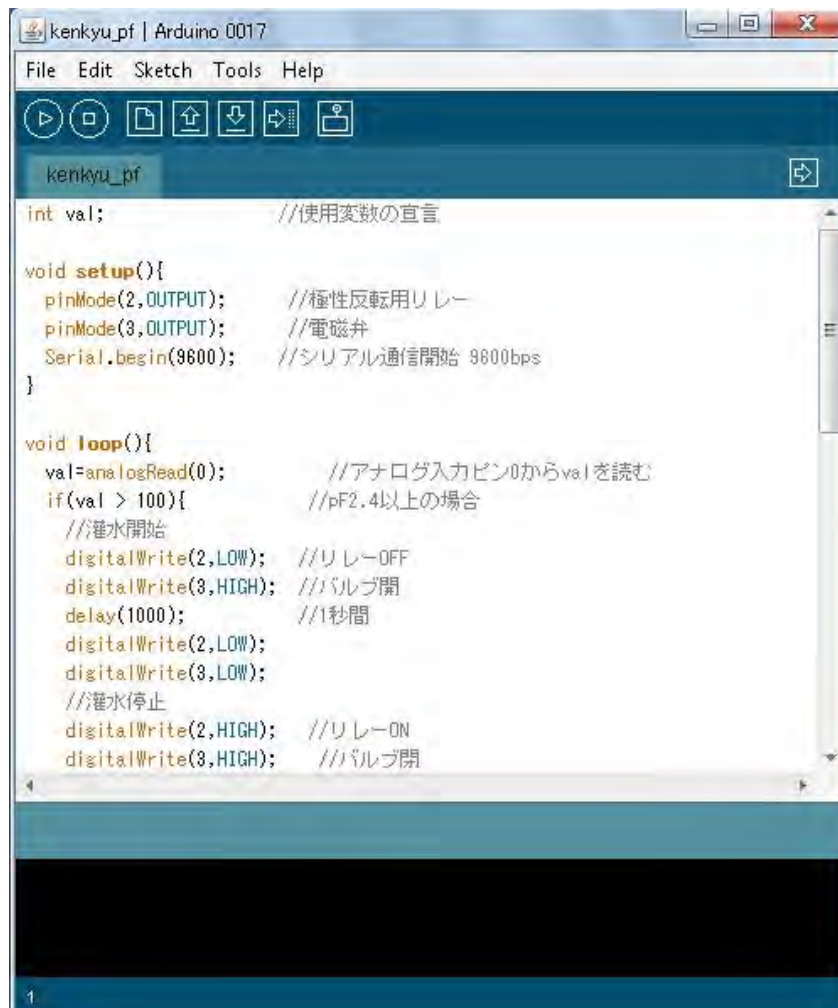 kenkyu_pf | Arduino 0017
File Edit Sketch Tools Help
kenkyu_pf
int val; //使用変数の宣言
void setup(){
pinMode(2,OUTPUT); //極性反転用リレー
pinMode(3,OUTPUT); //電磁弁
Serial.begin(9600); //シリアル通信開始 9600bps
}
void loop(){
val=analogRead(0); //アナログ入力ピン0からvalを読む
if(val > 100){ //pF2.4以上の場合
//灌水開始
digitalWrite(2,LOW); //リレーOFF
digitalWrite(3,HIGH); //バルブ開
delay(1000); //1秒間
digitalWrite(2,LOW);
digitalWrite(3,LOW);
//灌水停止
digitalWrite(2,HIGH); //リレーON
digitalWrite(3,HIGH); //バルブ閉
1